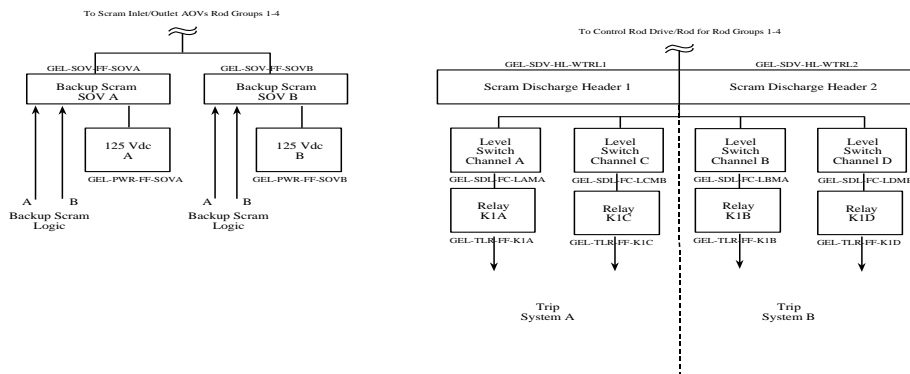 To Scram Inlet/Outlet AOVs Rod Groups 1-4
GEL-SOV-FF-SOVA
GEL-SOV-FF-SOVB
Backup Scram
SOV A
Backup Scram
SOV B
125 Vdc
A
125 Vdc
B
GEL-PWR-FF-SOVA
GEL-PWR-FF-SOVB
A B
Backup Scram
Logic
A B
Backup Scram
Logic
To Control Rod Drive/Rod for Rod Groups 1-4
GEL-SDV-HL-WTRL1
GEL-SDV-HL-WTRL2
Scram Discharge Header 1
Scram Discharge Header 2
Level
Switch
Channel A
Level
Switch
Channel C
Level
Switch
Channel B
Level
Switch
Channel D
GEL-SDL-FC-LAMA
GEL-SDL-FC-LCMB
GEL-SDL-FC-LBMA
GEL-SDL-FC-LDMB
Relay
K1A
Relay
K1C
Relay
K1B
Relay
K1D
GEL-TLR-FF-K1A
GEL-TLR-FF-K1C
GEL-TLR-FF-K1B
GEL-TLR-FF-K1D
Trip
System A
Trip
System B